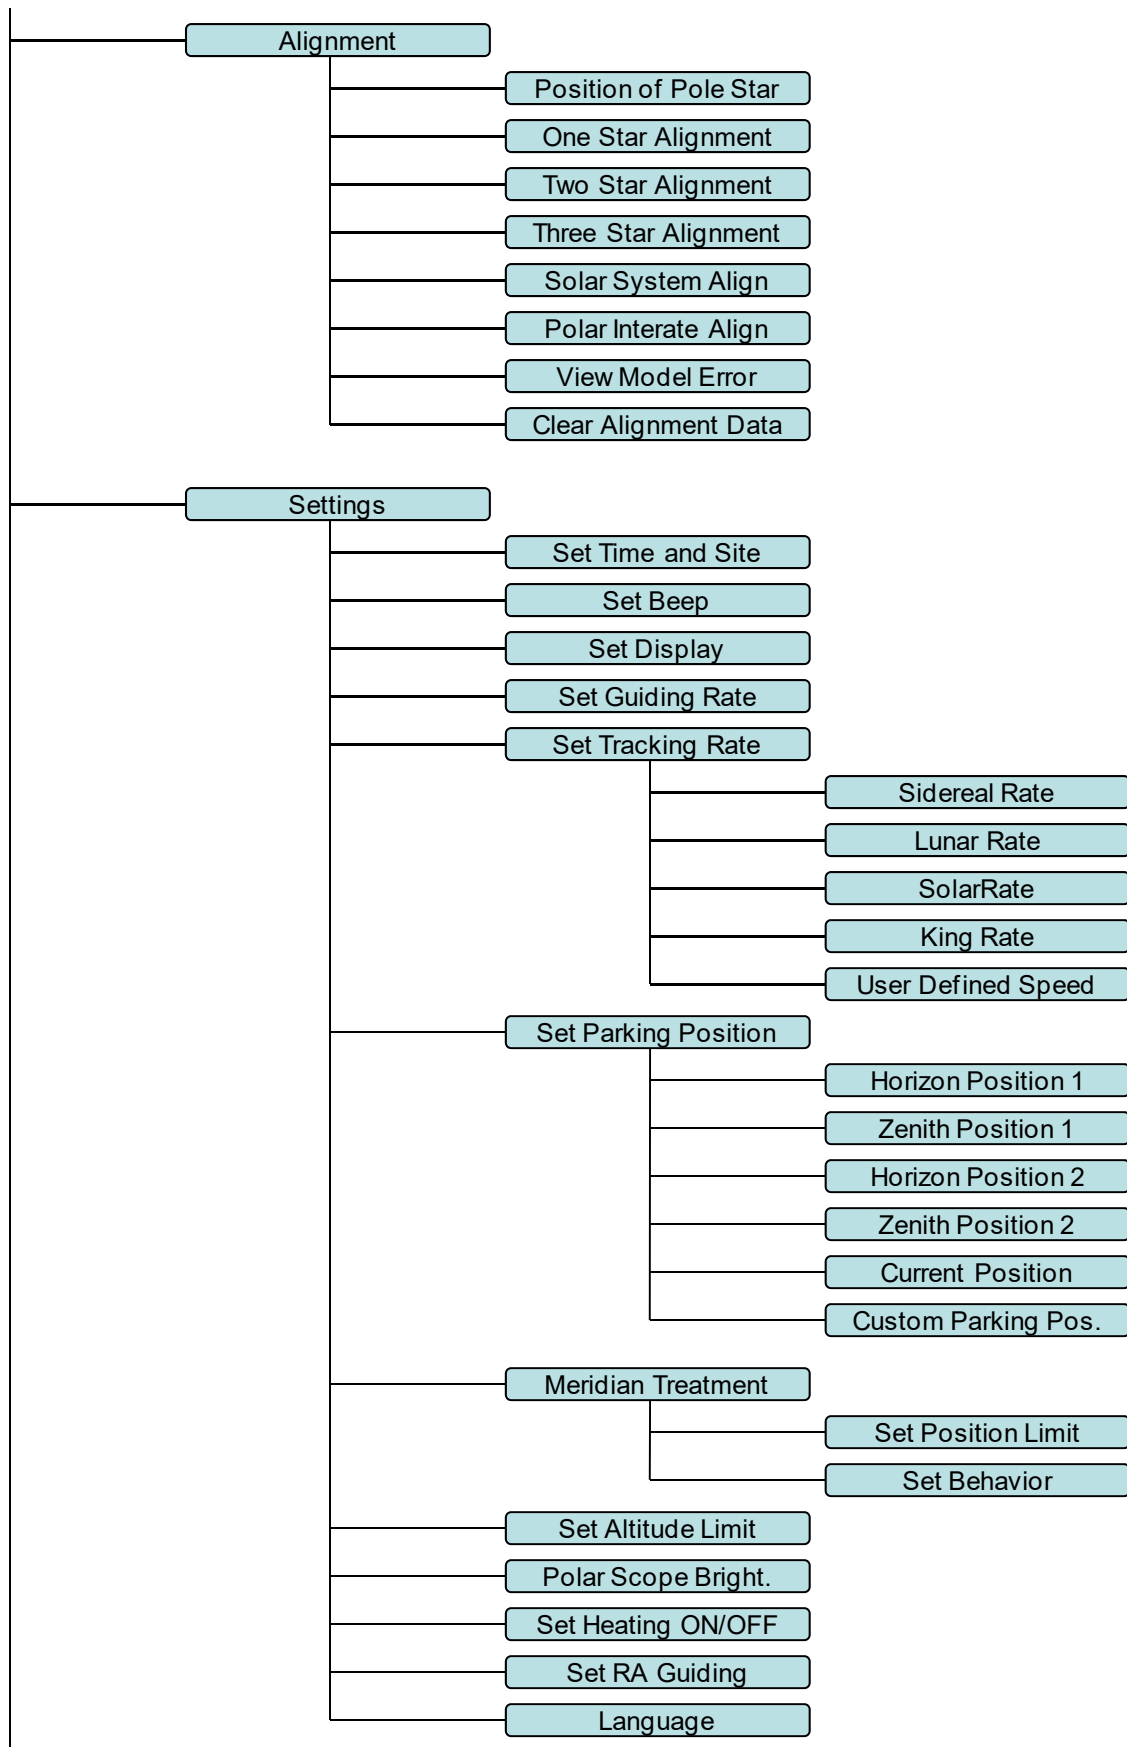 Alignment
Position of Pole Star
One Star Alignment
Two Star Alignment
Three Star Alignment
Solar System Align
Polar Interate Align
View Model Error
Clear Alignment Data
Settings
Set Time and Site
Set Beep
Set Display
Set Guiding Rate
Set Tracking Rate
Sidereal Rate
Lunar Rate
SolarRate
King Rate
User Defined Speed
Set Parking Position
Horizon Position 1
Zenith Position 1
Horizon Position 2
Zenith Position 2
Current Position
Custom Parking Pos.
Meridian Treatment
Set Position Limit
Set Behavior
Set Altitude Limit
Polar Scope Bright.
Set Heating ON/OFF
Set RA Guiding
Language